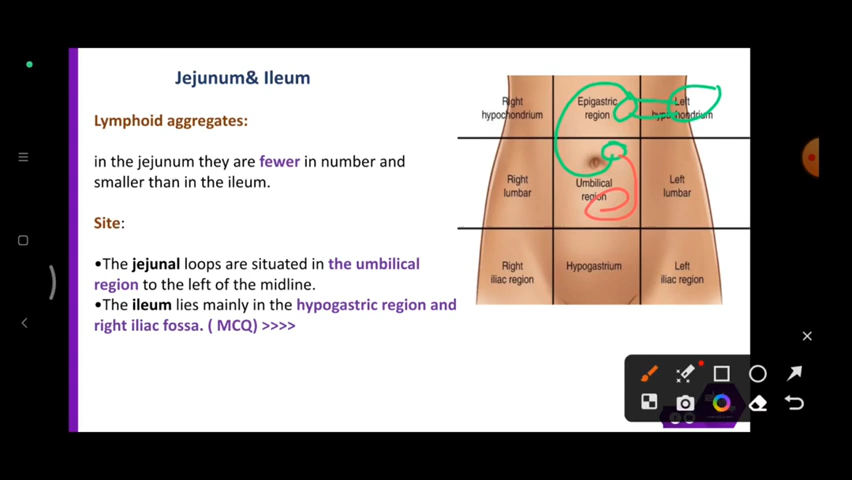 Jejunum& Ileum
Lymphoid aggregates:
in the jejunum they are fewer in number and
smaller than in the ileum.
Site:
•The jejunal loops are situated in the umbilical
region to the left of the midline.
•The ileum lies mainly in the hypogastric region and
right iliac fossa. ( MCQ) >>>>
Right
hypochondrium
Epigastric
region
Left
hypochondrium
Right
lumbar
Umbilical
region
Left
lumbar
Right
iliac region
Hypogastrium
Left
iliac region